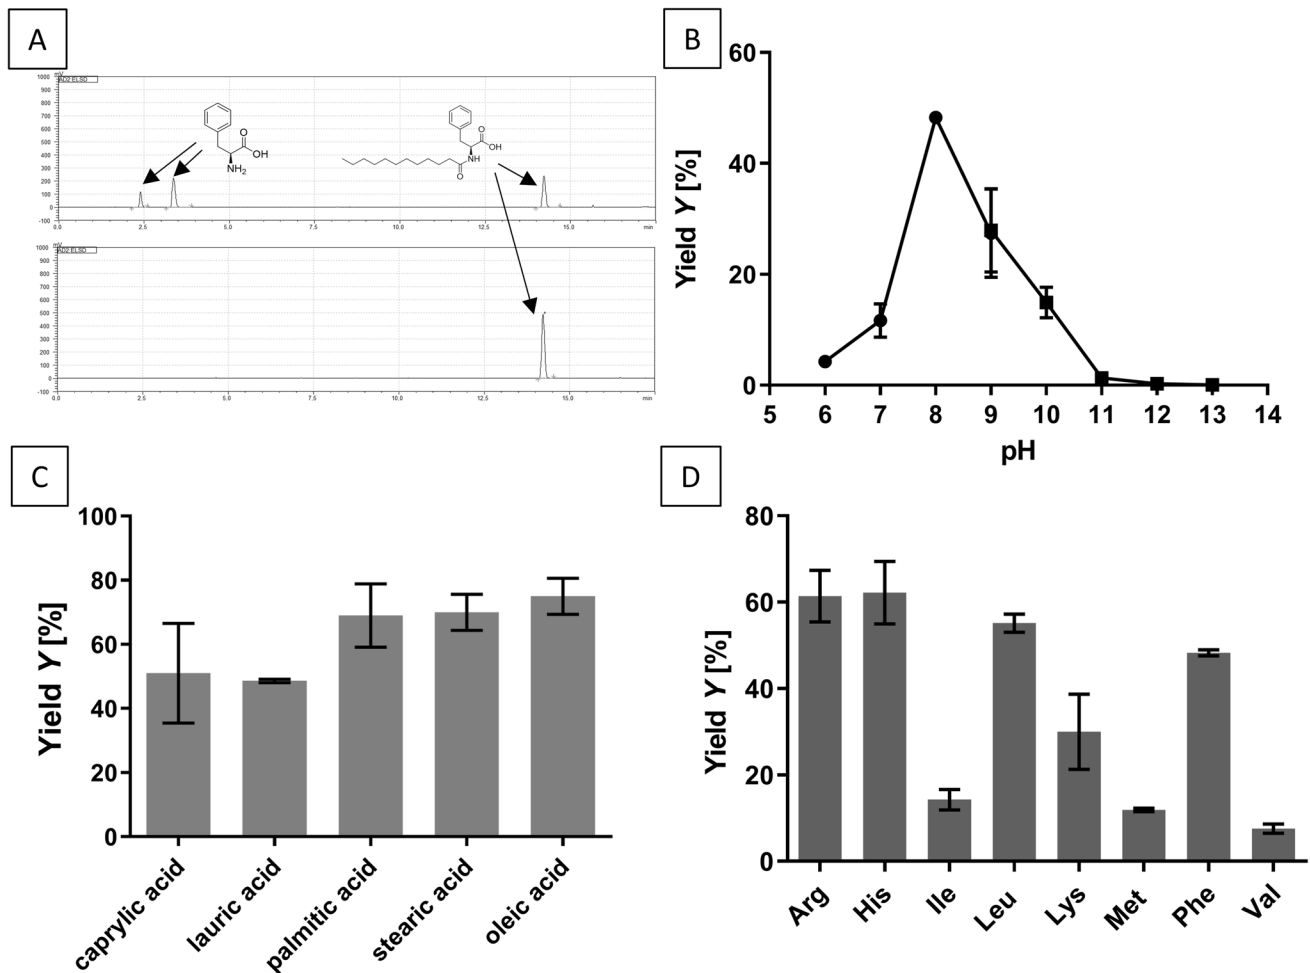 A
mV
AD2 ELSD
1000
900
800
700
600
500
400
300
200
100
0
-100
0.0
2.5
5.0
7.5
10.0
12.5
15.0
min
O
OH
NH₂
O
OH
NH
O
mV
AD2 ELSD
1000
900
800
700
600
500
400
300
200
100
0
-100
0.0
2.5
5.0
7.5
10.0
12.5
15.0
min
B
Yield Y [%]
60
40
20
0
5 6 7 8 9 10 11 12 13 14
pH
C
Yield Y [%]
100
80
60
40
20
0
caprylic acid
lauric acid
palmitic acid
stearic acid
oleic acid
D
Yield Y [%]
80
60
40
20
0
Arg
His
Ile
Leu
Lys
Met
Phe
Val